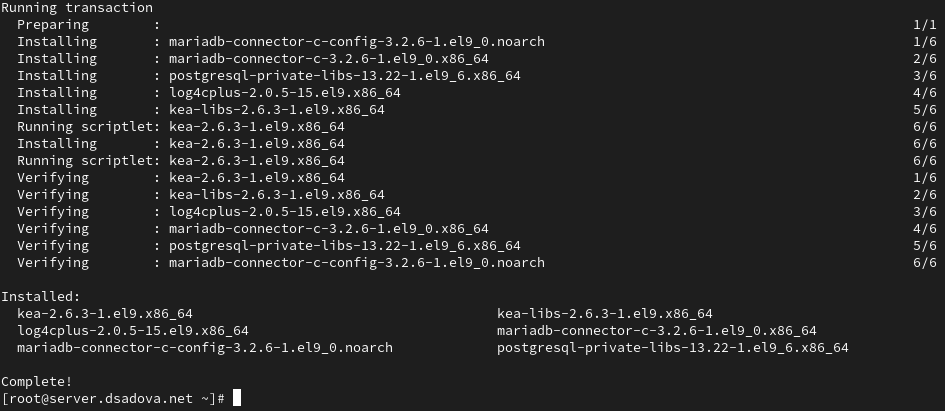 Running transaction
  Preparing        :                                                                                           1/1
  Installing       : mariadb-connector-c-config-3.2.6-1.el9_0.noarch                                           1/6
  Installing       : mariadb-connector-c-3.2.6-1.el9_0.x86_64                                                  2/6
  Installing       : postgresql-private-libs-13.22-1.el9_6.x86_64                                              3/6
  Installing       : log4cplus-2.0.5-15.el9.x86_64                                                             4/6
  Installing       : kea-libs-2.6.3-1.el9.x86_64                                                               5/6
  Running scriptlet: kea-2.6.3-1.el9.x86_64                                                                    6/6
  Installing       : kea-2.6.3-1.el9.x86_64                                                                    6/6
  Running scriptlet: kea-2.6.3-1.el9.x86_64                                                                    6/6
  Verifying        : kea-2.6.3-1.el9.x86_64                                                                    1/6
  Verifying        : kea-libs-2.6.3-1.el9.x86_64                                                               2/6
  Verifying        : log4cplus-2.0.5-15.el9.x86_64                                                             3/6
  Verifying        : mariadb-connector-c-3.2.6-1.el9_0.x86_64                                                  4/6
  Verifying        : postgresql-private-libs-13.22-1.el9_6.x86_64                                              5/6
  Verifying        : mariadb-connector-c-config-3.2.6-1.el9_0.noarch                                           6/6

Installed:
  kea-2.6.3-1.el9.x86_64                                      kea-libs-2.6.3-1.el9.x86_64
  log4cplus-2.0.5-15.el9.x86_64                               mariadb-connector-c-3.2.6-1.el9_0.x86_64
  mariadb-connector-c-config-3.2.6-1.el9_0.noarch             postgresql-private-libs-13.22-1.el9_6.x86_64

Complete!
[root@server.dsadova.net ~]#